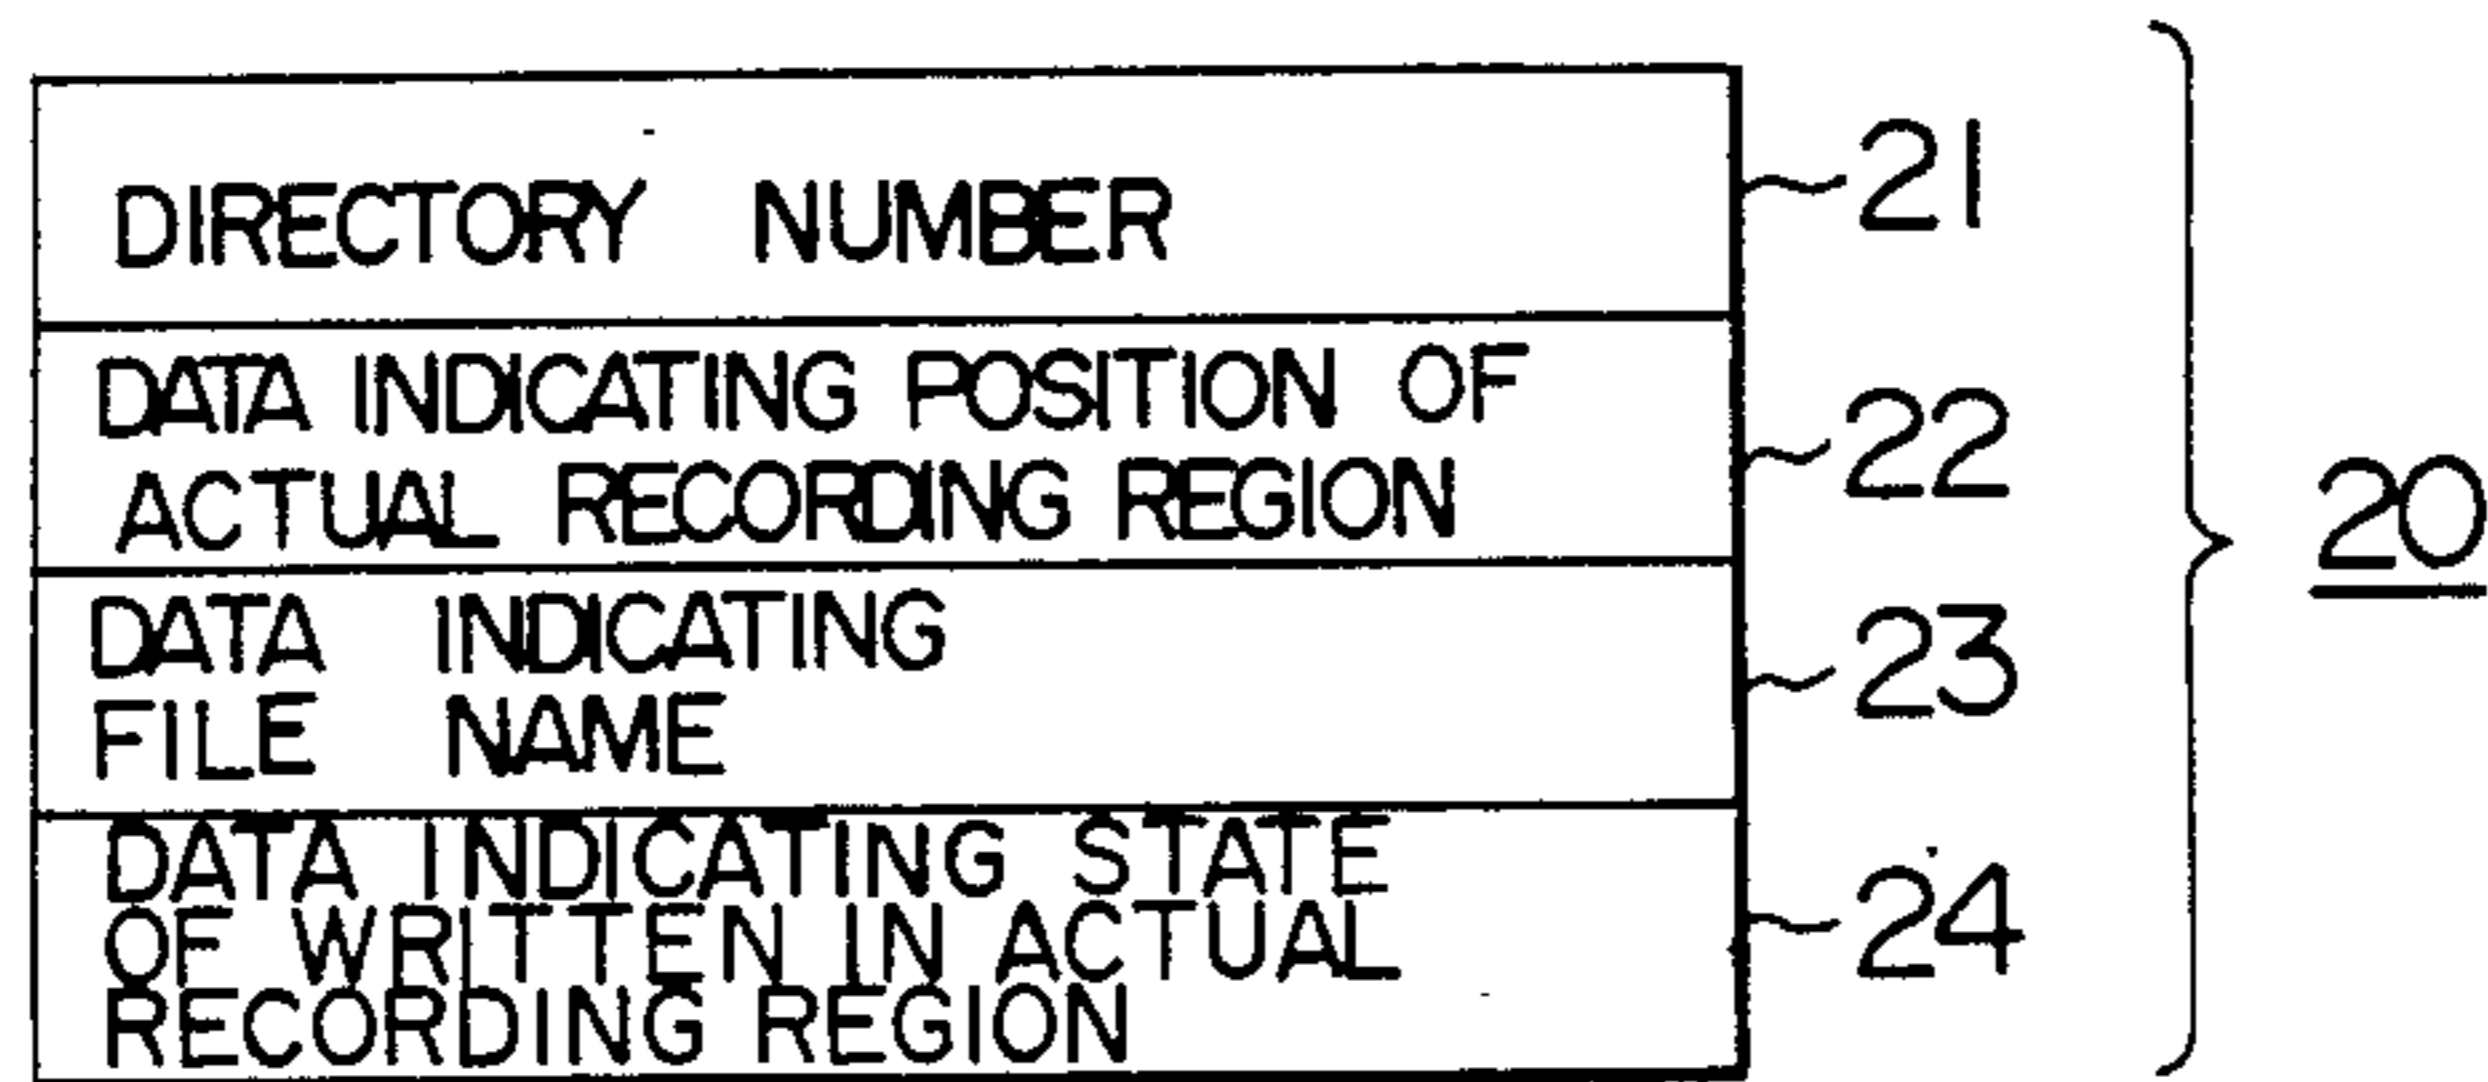 DIRECTORY NUMBER
21
DATA INDICATING POSITION OF
ACTUAL RECORDING REGION
22
20
DATA INDICATING
FILE NAME
23
DATA INDICATING STATE
OF WRITTEN IN ACTUAL
RECORDING REGION
24